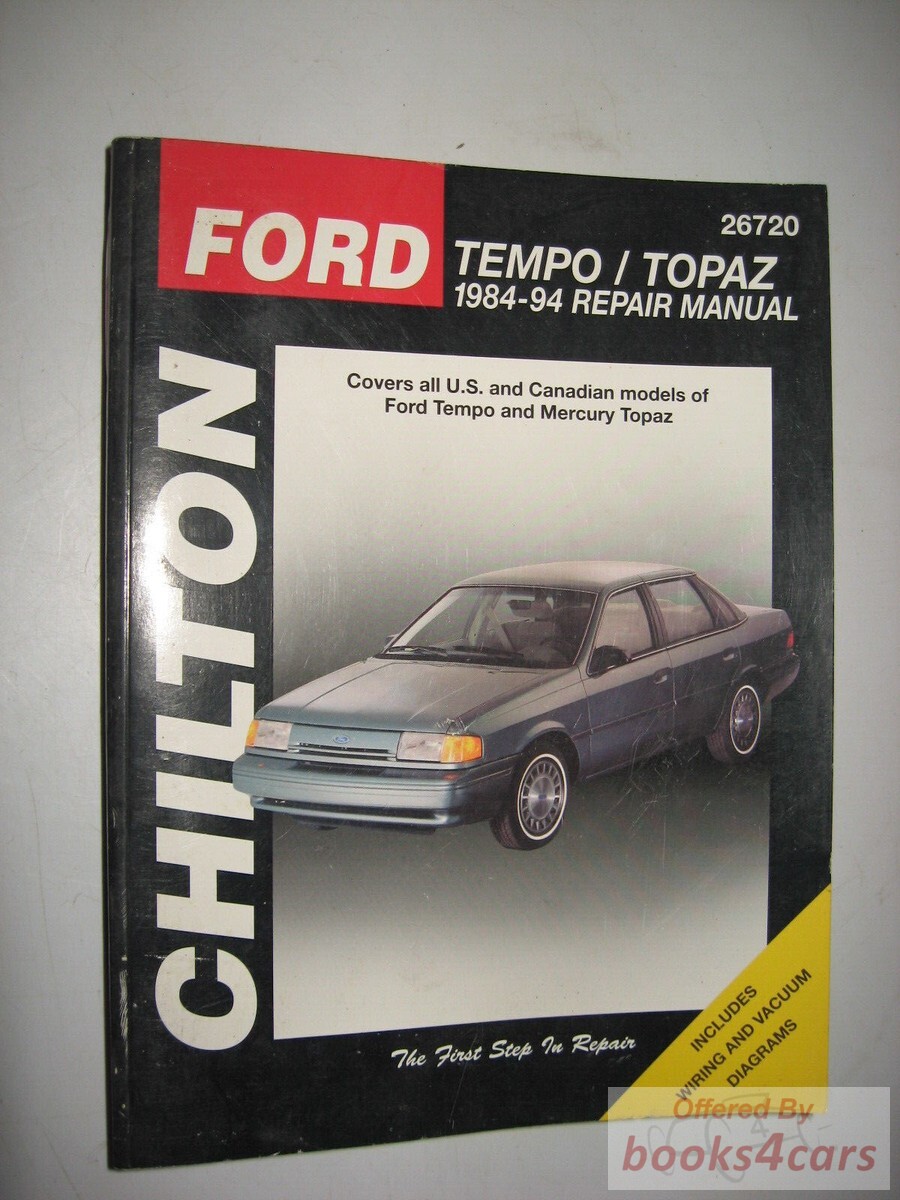 FORD
26720
TEMPO / TOPAZ
1984-94 REPAIR MANUAL
CHILTON
Covers all U.S. and Canadian models of
Ford Tempo and Mercury Topaz
The First Step In Repair
INCLUDES
WIRING AND VACUUM
DIAGRAMS
Offered By
books4cars